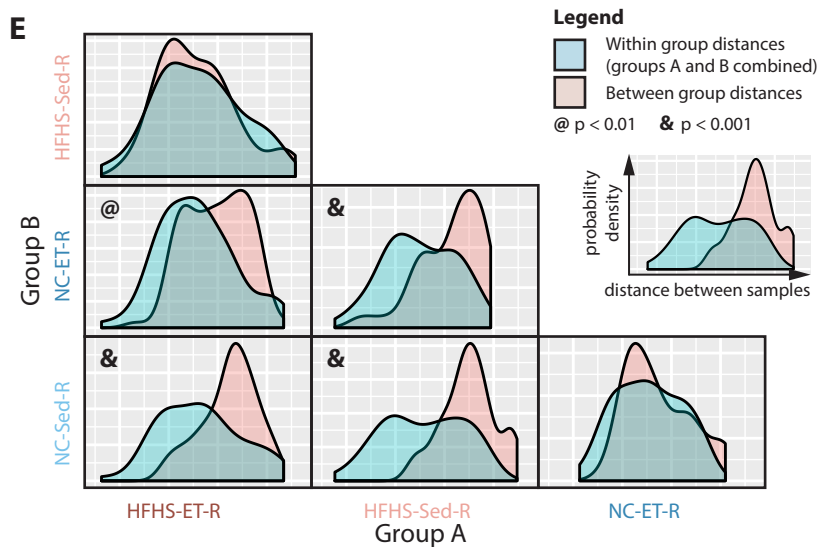 E
Legend
Within group distances
(groups A and B combined)
Between group distances
@ p < 0.01 & p < 0.001
HFHS-Sed-R
@
&
probability
density
distance between samples
Group B
NC-ET-R
&
&
NC-Sed-R
HFHS-ET-R
HFHS-Sed-R
NC-ET-R
Group A